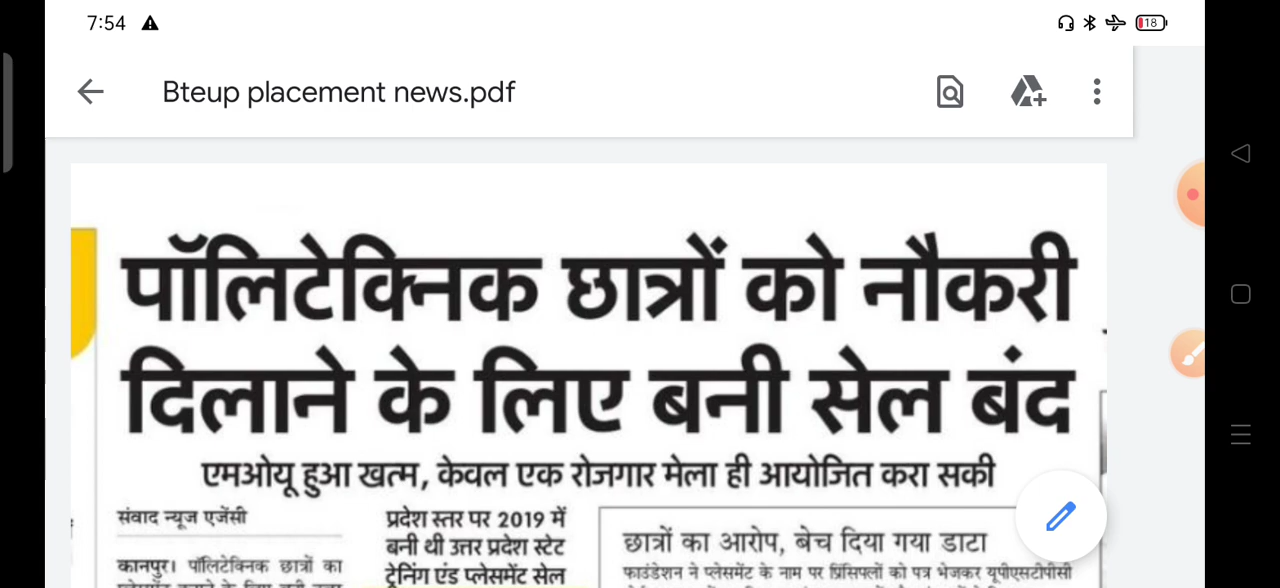 7:54
18
Bteup placement news.pdf
पॉलिटेक्निक छात्रों को नौकरी
दिलाने के लिए बनी सेल बंद
एमओयू हुआ खत्म, केवल एक रोजगार मेला ही आयोजित करा सकी
संवाद न्यूज एजेंसी
कानपुर। पॉलिटेक्निक छात्रों का
प्रदेश स्तर पर 2019 में
बनी थी उत्तर प्रदेश स्टेट
ट्रेनिंग एंड प्लेसमेंट सेल
छात्रों का आरोप, बेच दिया गया डाटा
फाउंडेशन ने प्लेसमेंट के नाम पर प्रिंसिपलों को पत्र भेजकर यूपीएसटीपीसी